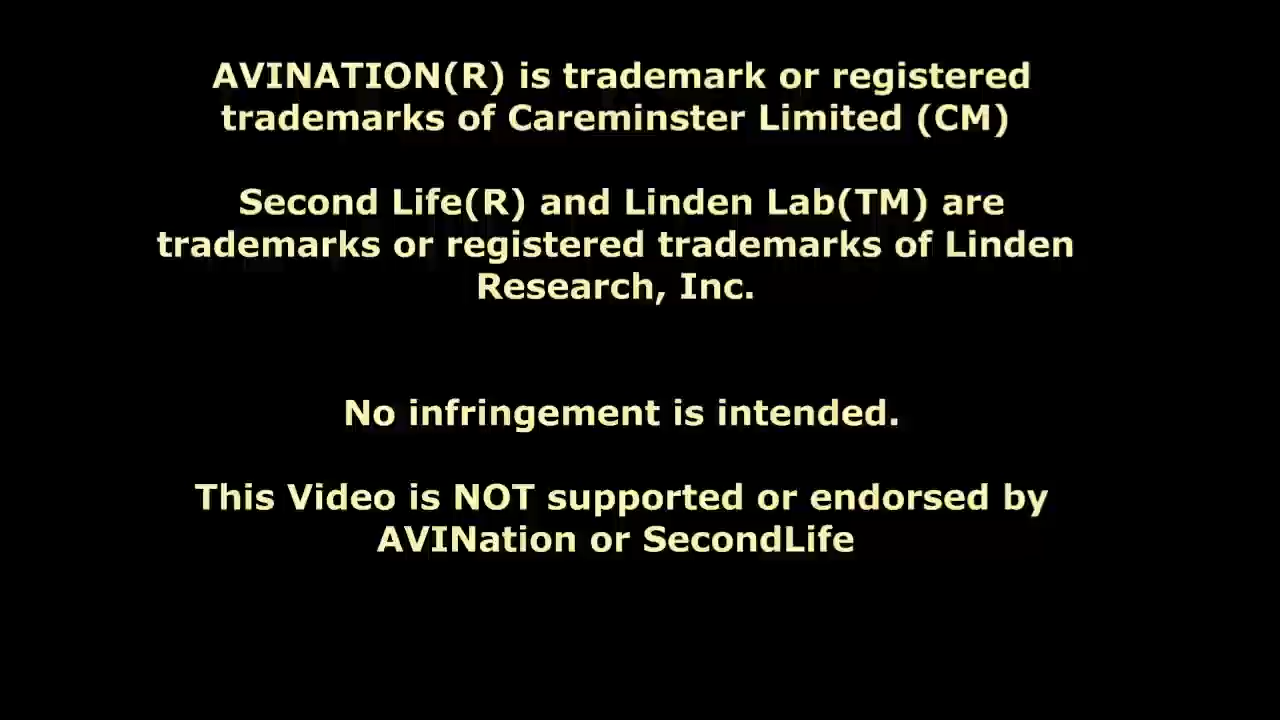 AVINATION(R) is trademark or registered
trademarks of Careminster Limited (CM)
Second Life(R) and Linden Lab(TM) are
trademarks or registered trademarks of Linden
Research, Inc.
No infringement is intended.
This Video is NOT supported or endorsed by
AVINation or SecondLife